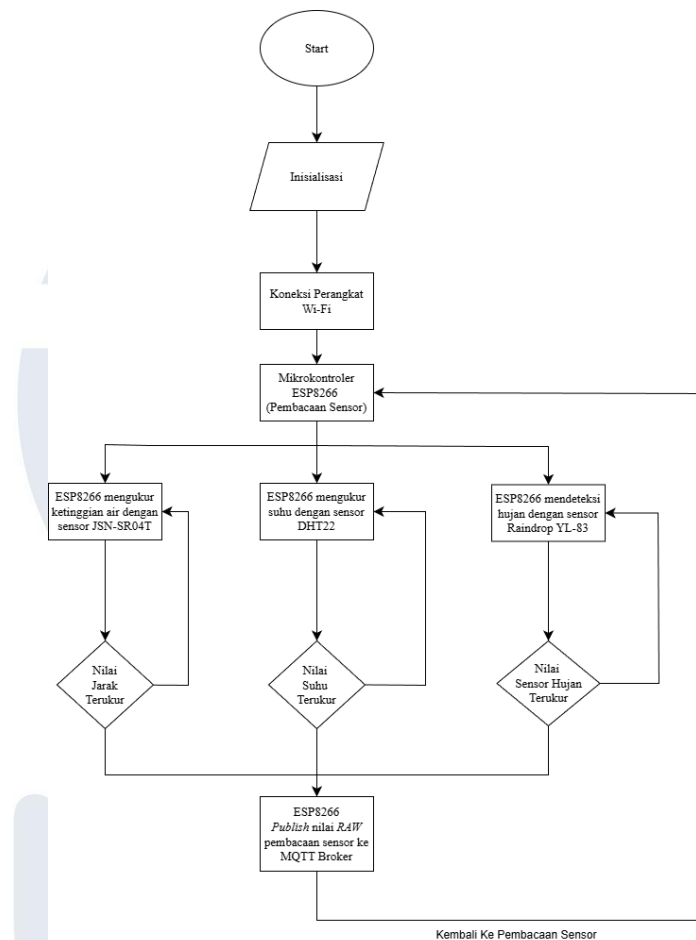 Start
Inisialisasi
Koneksi Perangkat
Wi-Fi
Mikrokontroler
ESP8266
(Pembacaan Sensor)
ESP8266 mengukur
ketinggian air dengan
sensor JSN-SR04T
ESP8266 mengukur
suhu dengan sensor
DHT22
ESP8266 mendeteksi
hujan dengan sensor
Raindrop YL-83
Nilai
Jarak
Terukur
Nilai
Suhu
Terukur
Nilai
Sensor Hujan
Terukur
ESP8266
Publish nilai RAW
pembacaan sensor ke
MQTT Broker
Kembali Ke Pembacaan Sensor